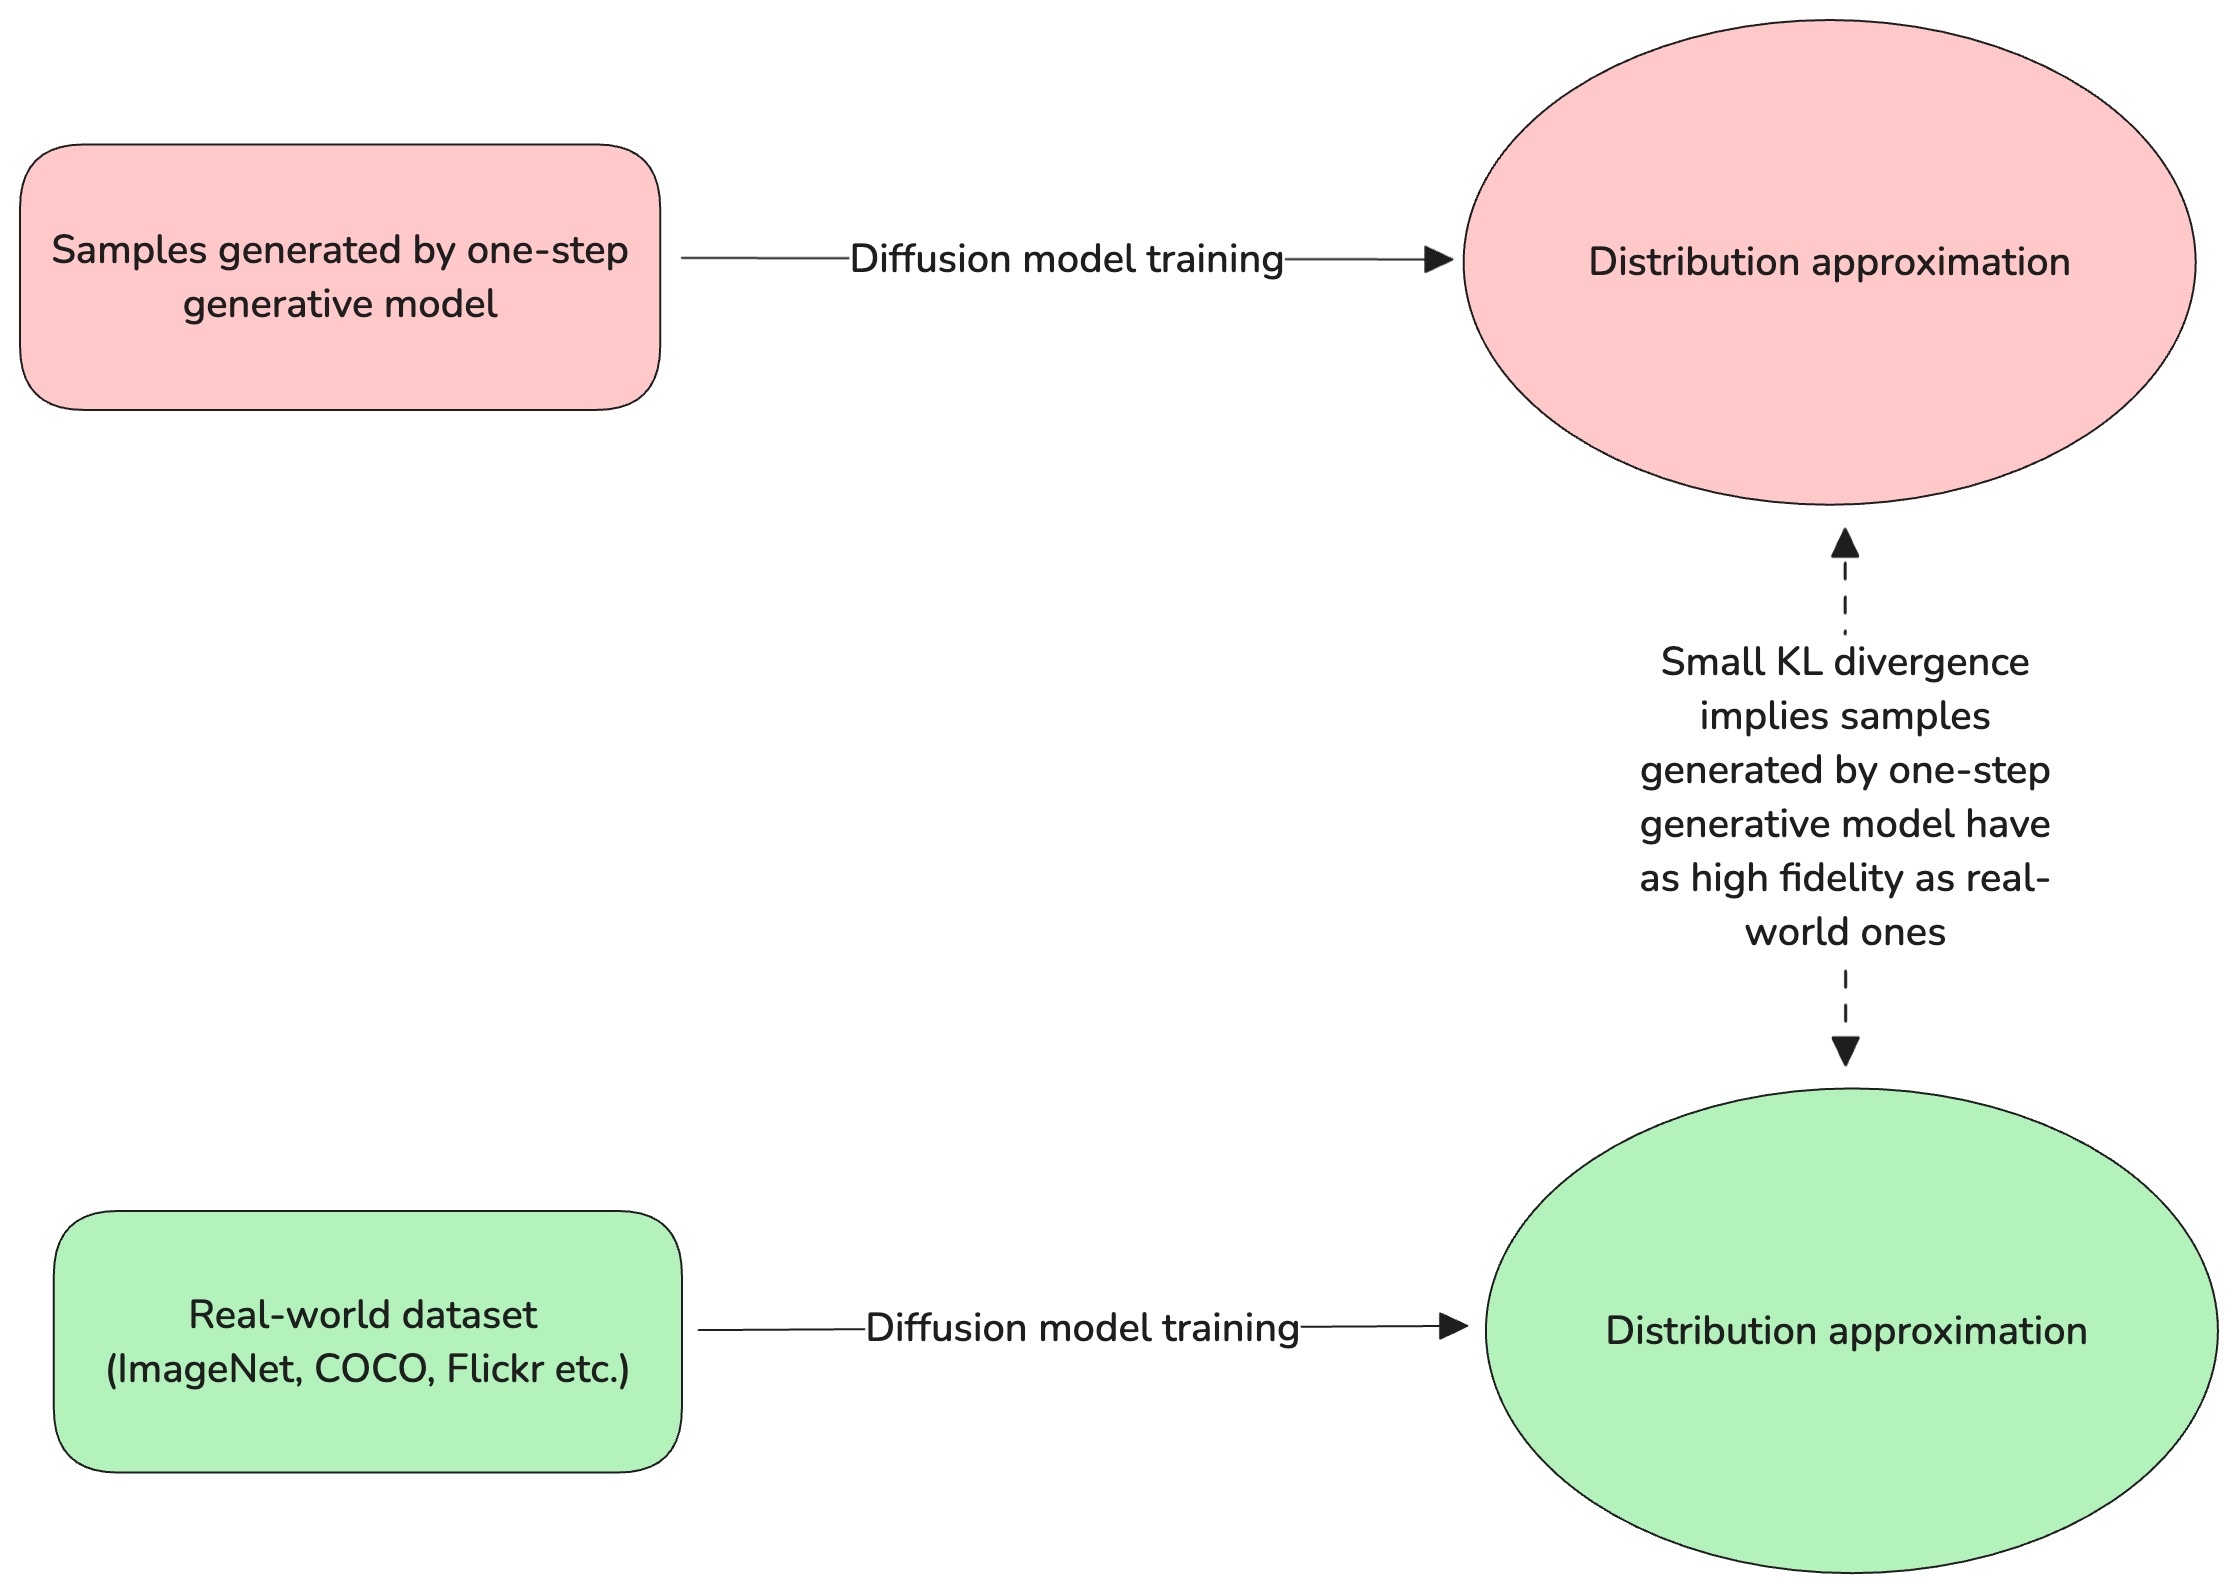 Samples generated by one-step
generative model
Diffusion model training
Distribution approximation
Small KL divergence
implies samples
generated by one-step
generative model have
as high fidelity as real-
world ones
Real-world dataset
(ImageNet, COCO, Flickr etc.)
Diffusion model training
Distribution approximation